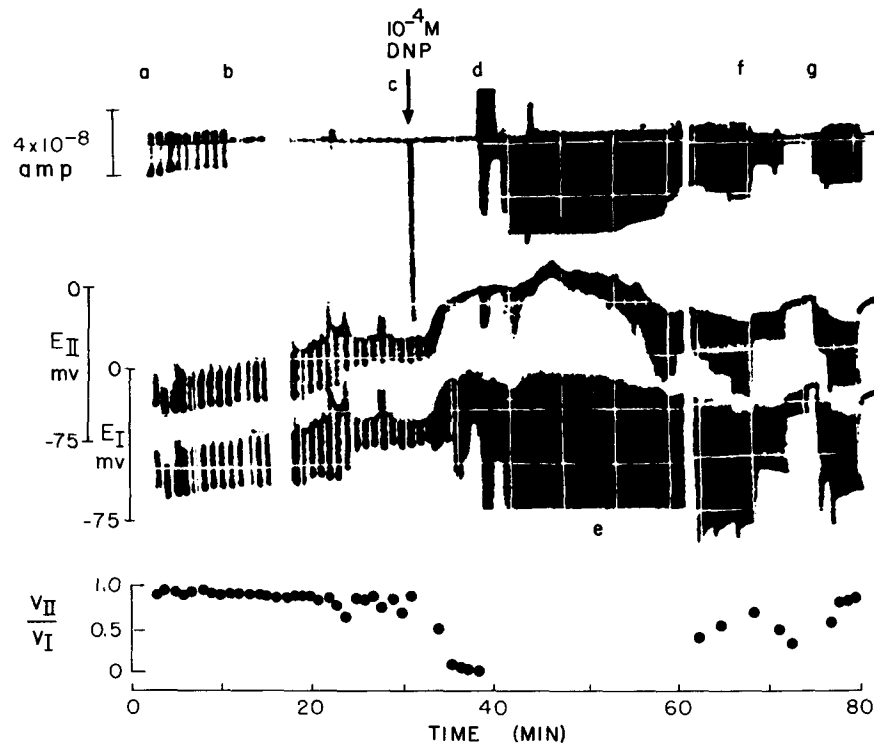 10⁻⁴M
DNP
a b c d f g
4x10⁻⁸
amp
0
E_II
mv
-75
0
E_I
mv
-75
e
1.0
V_II
V_I
0.5
0
0 20 40 60 80
TIME (MIN)